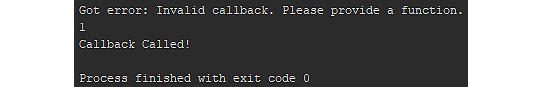 Got error: Invalid callback. Please provide a function.
1
Callback Called!
Process finished with exit code 0